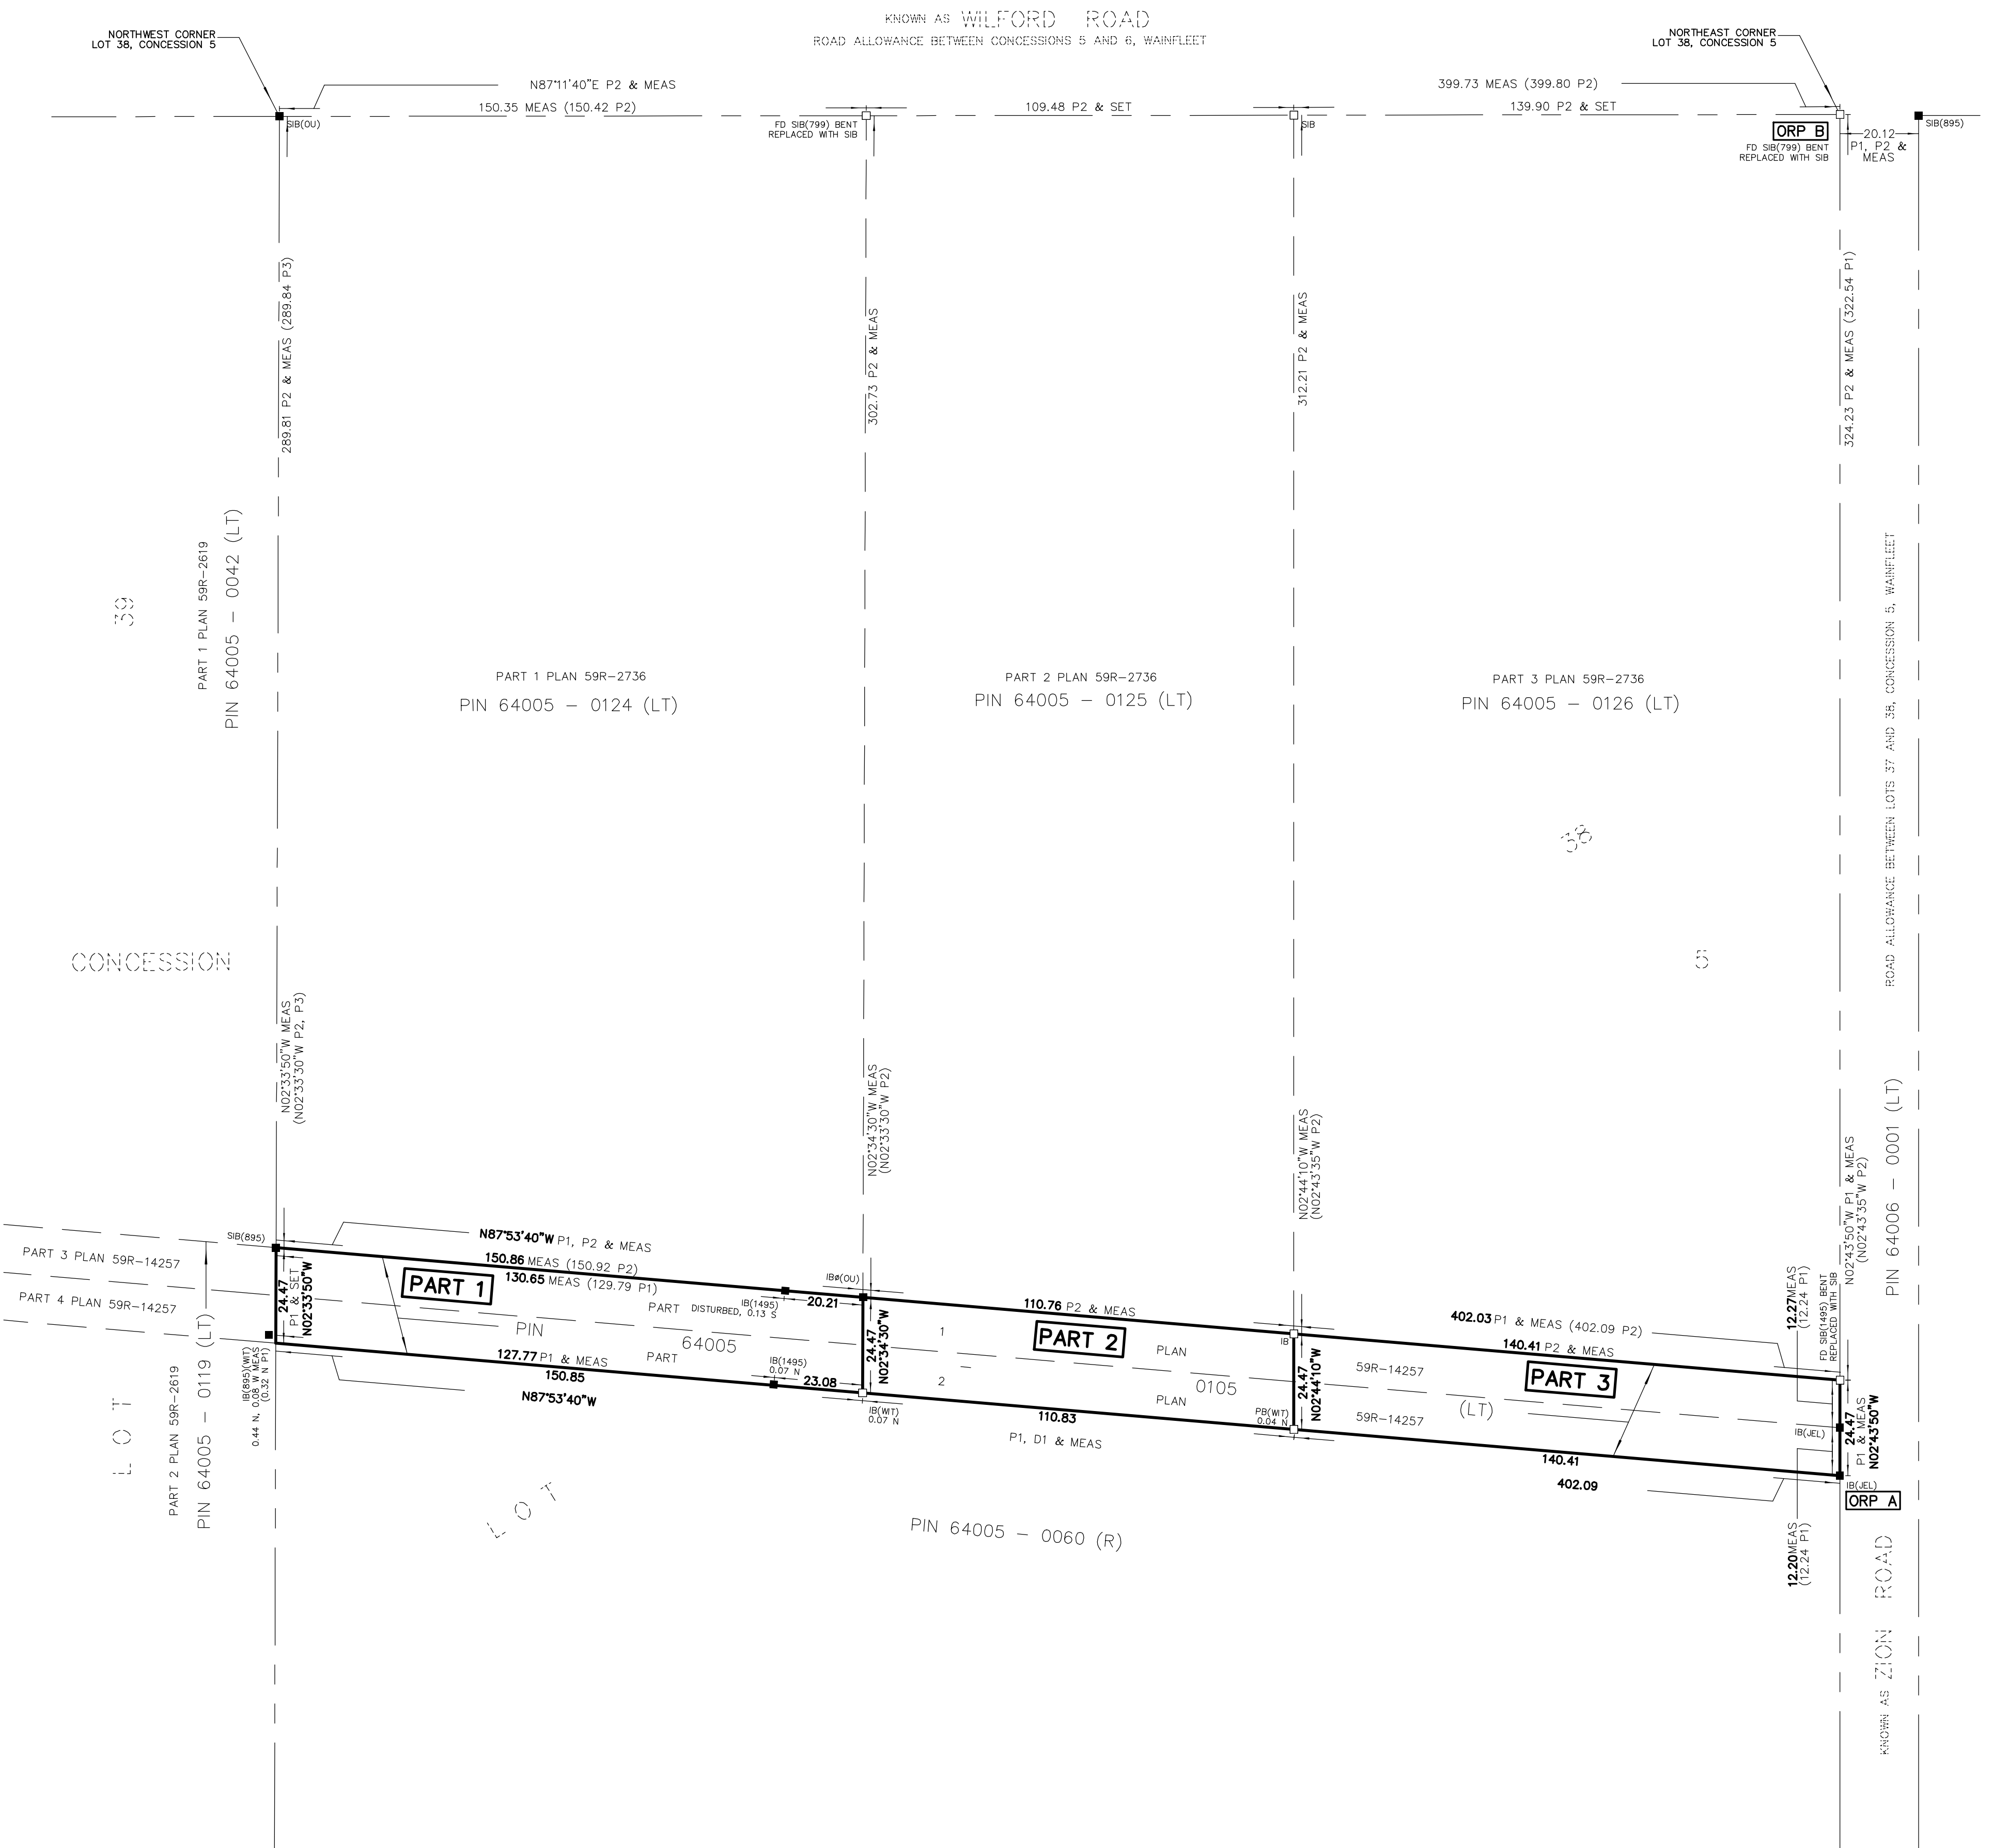 KNOWN AS WILFORD ROAD
ROAD ALLOWANCE BETWEEN CONCESSIONS 5 AND 6, WAINFLEET
NORTHWEST CORNER
LOT 38, CONCESSION 5
NORTHEAST CORNER
LOT 38, CONCESSION 5
N87°11'40"E P2 & MEAS
399.73 MEAS (399.80 P2)
150.35 MEAS (150.42 P2)
109.48 P2 & SET
139.90 P2 & SET
SIB(OU)
FD SIB(799) BENT
REPLACED WITH SIB
SIB
ORP B
FD SIB(799) BENT
REPLACED WITH SIB
20.12
P1, P2 &
MEAS
SIB(895)
289.81 P2 & MEAS (289.84 P3)
302.73 P2 & MEAS
312.21 P2 & MEAS
324.23 P2 & MEAS (322.54 P1)
39
PART 1 PLAN 59R-2619
PIN 64005 - 0042 (LT)
PART 1 PLAN 59R-2736
PIN 64005 - 0124 (LT)
PART 2 PLAN 59R-2736
PIN 64005 - 0125 (LT)
PART 3 PLAN 59R-2736
PIN 64005 - 0126 (LT)
ROAD ALLOWANCE BETWEEN LOTS 37 AND 38, CONCESSION 5, WAINFLEET
38
CONCESSION
5
N02°33'50"W MEAS
(N02°33'30"W P2, P3)
N02°34'30"W MEAS
(N02°33'30"W P2)
N02°44'10"W MEAS
(N02°43'35"W P2)
N02°43'50"W P1 & MEAS
(N02°43'35"W P2)
PIN 64006 - 0001 (LT)
SIB(895)
N87°53'40"W P1, P2 & MEAS
150.86 MEAS (150.92 P2)
130.65 MEAS (129.79 P1)
PART 3 PLAN 59R-14257
PART 4 PLAN 59R-14257
24.47
P1 & SET
N02°33'50"W
PART 1
IBø(OU)
IB(1495)
DISTURBED, 0.13 S
20.21
PART
PIN
64005
PART
127.77 P1 & MEAS
150.85
N87°53'40"W
IB(1495)
0.07 N
23.08
24.47
N02°34'30"W
IB(WIT)
0.07 N
110.76 P2 & MEAS
1
PART 2
PLAN
2
PLAN
0105
110.83
P1, D1 & MEAS
IB
24.47
N02°44'10"W
PB(WIT)
0.04 N
402.03 P1 & MEAS (402.09 P2)
140.41 P2 & MEAS
59R-14257
PART 3
59R-14257
(LT)
140.41
402.09
12.27 MEAS
(12.24 P1)
FD SIB(1495) BENT
REPLACED WITH SIB
IB(JEL)
24.47
P1 & MEAS
N02°43'50"W
IB(JEL)
ORP A
12.20 MEAS
(12.24 P1)
IB(895)(WIT)
0.44 N, 0.08 W MEAS
(0.32 N P1)
LOT
PART 2 PLAN 59R-2619
PIN 64005 - 0119 (LT)
LOT
PIN 64005 - 0060 (R)
KNOWN AS ZION ROAD